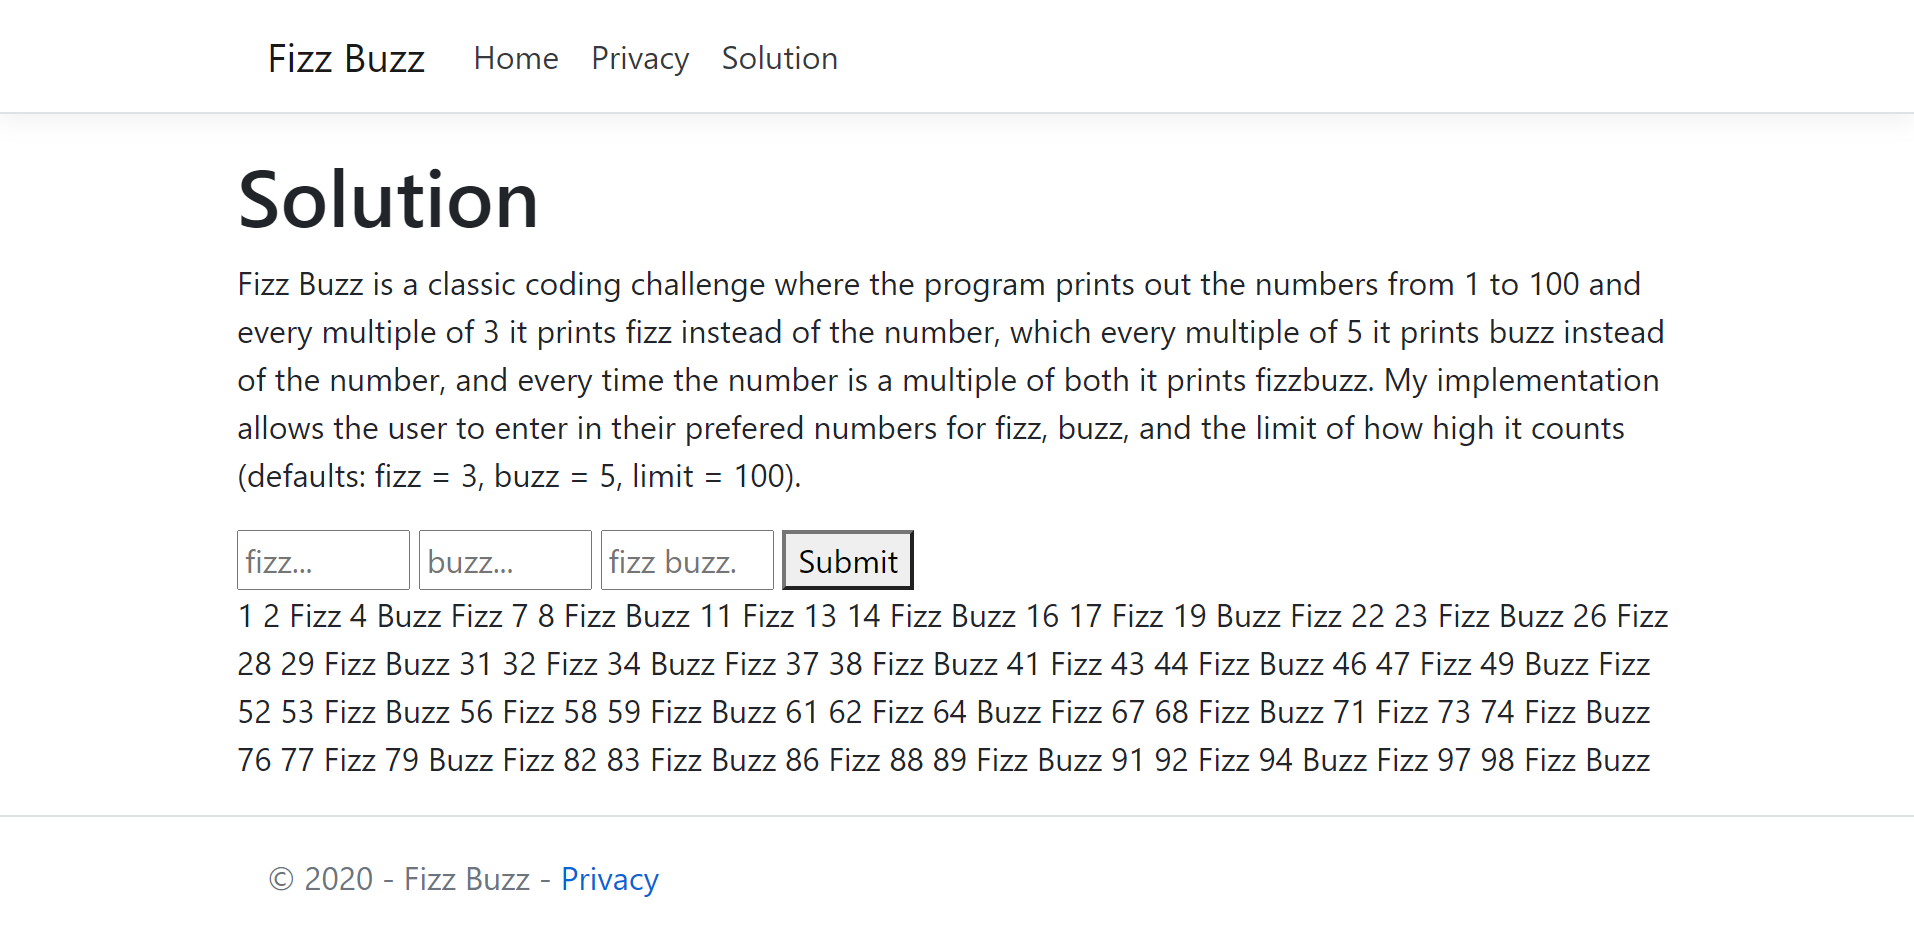 Fizz Buzz Home Privacy Solution
Solution
Fizz Buzz is a classic coding challenge where the program prints out the numbers from 1 to 100 and
every multiple of 3 it prints fizz instead of the number, which every multiple of 5 it prints buzz instead
of the number, and every time the number is a multiple of both it prints fizzbuzz. My implementation
allows the user to enter in their prefered numbers for fizz, buzz, and the limit of how high it counts
(defaults: fizz = 3, buzz = 5, limit = 100).
fizz... buzz... fizz buzz. Submit
1 2 Fizz 4 Buzz Fizz 7 8 Fizz Buzz 11 Fizz 13 14 Fizz Buzz 16 17 Fizz 19 Buzz Fizz 22 23 Fizz Buzz 26 Fizz
28 29 Fizz Buzz 31 32 Fizz 34 Buzz Fizz 37 38 Fizz Buzz 41 Fizz 43 44 Fizz Buzz 46 47 Fizz 49 Buzz Fizz
52 53 Fizz Buzz 56 Fizz 58 59 Fizz Buzz 61 62 Fizz 64 Buzz Fizz 67 68 Fizz Buzz 71 Fizz 73 74 Fizz Buzz
76 77 Fizz 79 Buzz Fizz 82 83 Fizz Buzz 86 Fizz 88 89 Fizz Buzz 91 92 Fizz 94 Buzz Fizz 97 98 Fizz Buzz
© 2020 - Fizz Buzz - Privacy